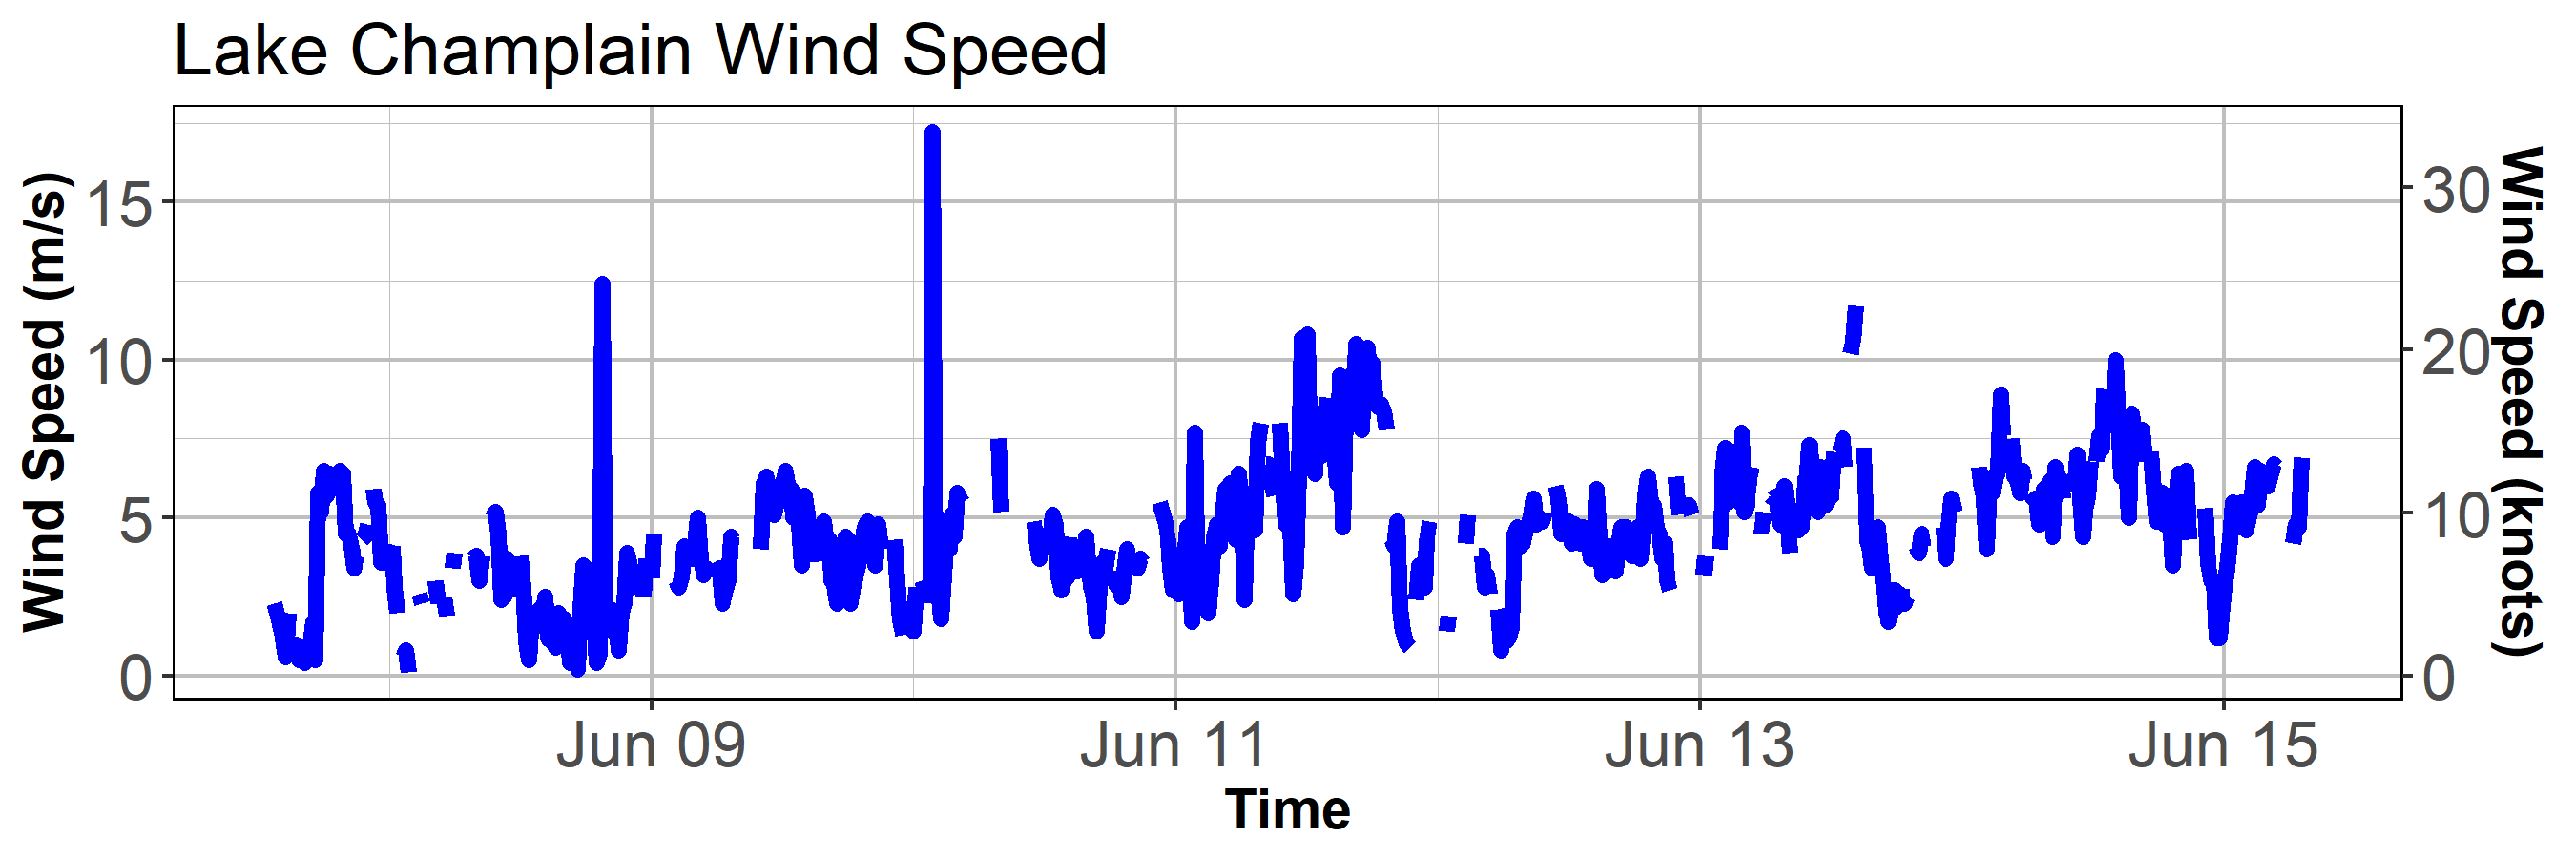 Lake Champlain Wind Speed
Wind Speed (m/s)
15
10
5
0
30
20
10
0
Wind Speed (knots)
Jun 09
Jun 11
Jun 13
Jun 15
Time